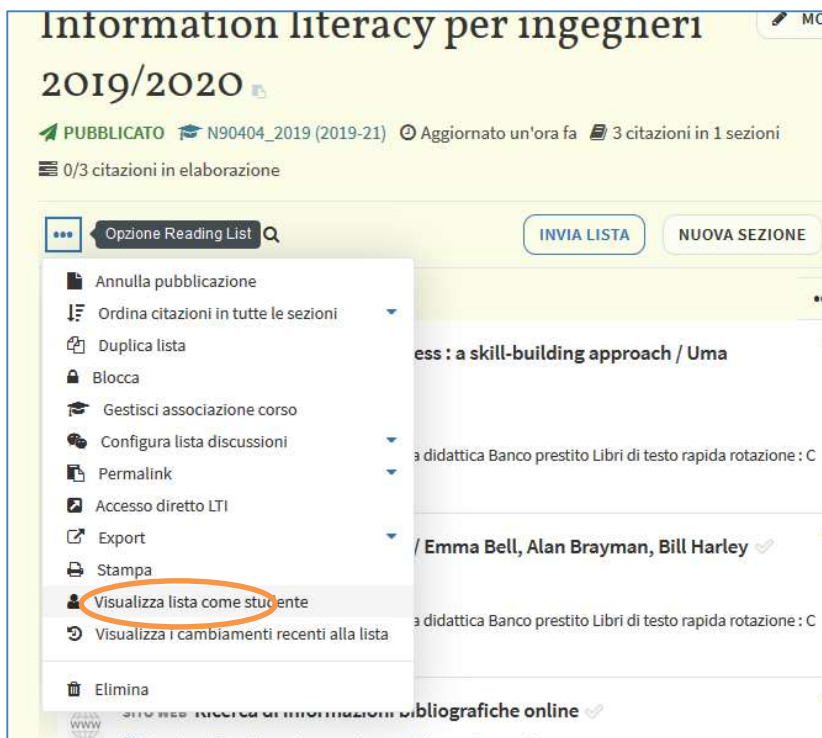 Information literacy per ingegneri
2019/2020
PUBBLICATO N90404_2019 (2019-21) Aggiornato un'ora fa 3 citazioni in 1 sezioni
0/3 citazioni in elaborazione
Opzione Reading List INVIA LISTA NUOVA SEZIONE
Annulla pubblicazione
Ordina citazioni in tutte le sezioni
Duplica lista
ess : a skill-building approach / Uma
Blocca
Gestisci associazione corso
Configura lista discussioni
a didattica Banco prestito Libri di testo rapida rotazione : C
Permalink
Accesso diretto LTI
Export
/ Emma Bell, Alan Brayman, Bill Harley
Stampa
Visualizza lista come studente
a didattica Banco prestito Libri di testo rapida rotazione : C
Visualizza i cambiamenti recenti alla lista
Elimina
SITO WEB Ricerca di informazioni bibliografiche online
www